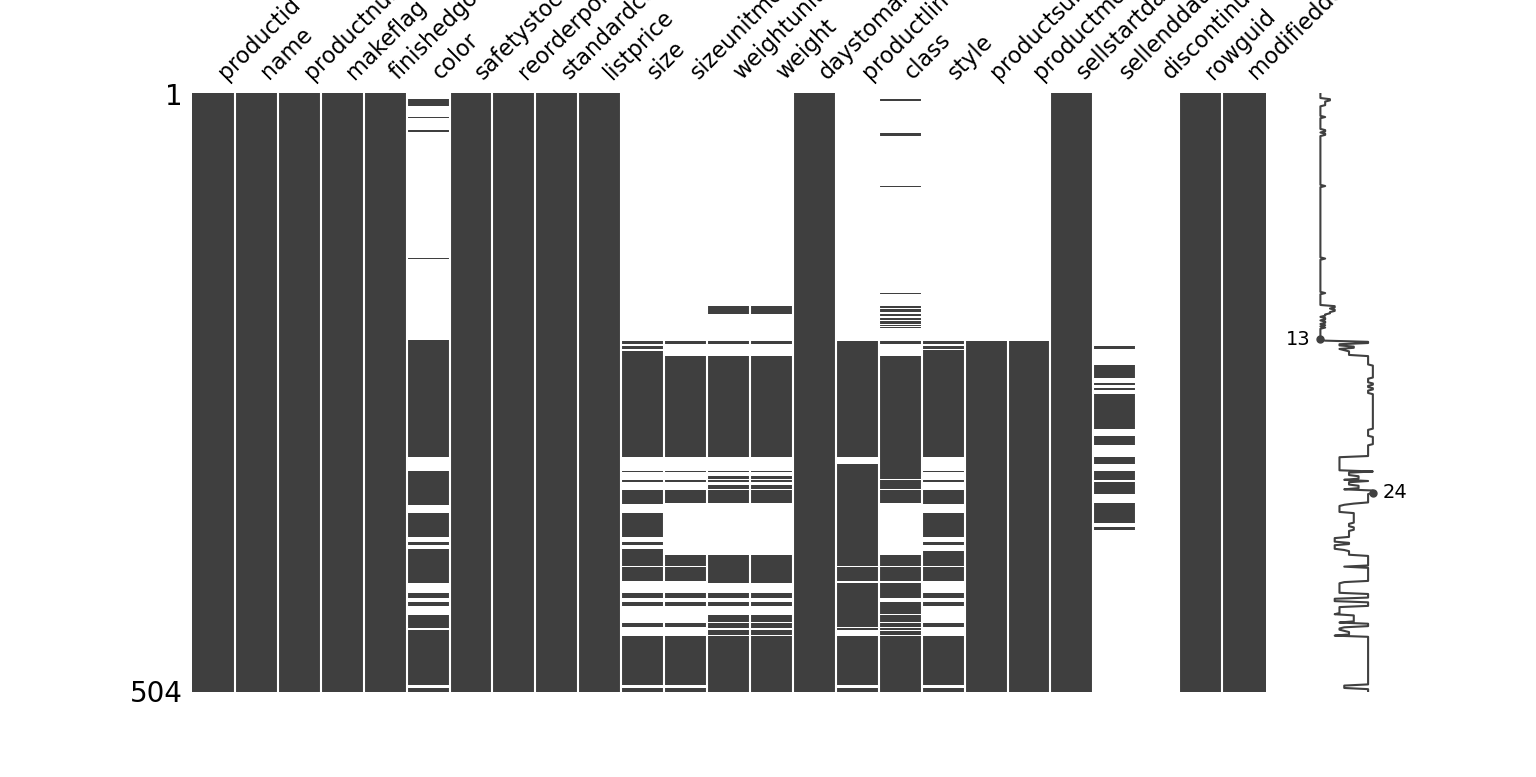 productid
name
productnu
makeflag
finishedgo
color
safetystoc
reorderpoi
standardc
listprice
size
sizeunitme
weightuni
weight
daystoma
productlin
class
style
productsu
productmo
sellstartda
sellenddat
discontinu
rowguid
modifiedd
1
13
24
504